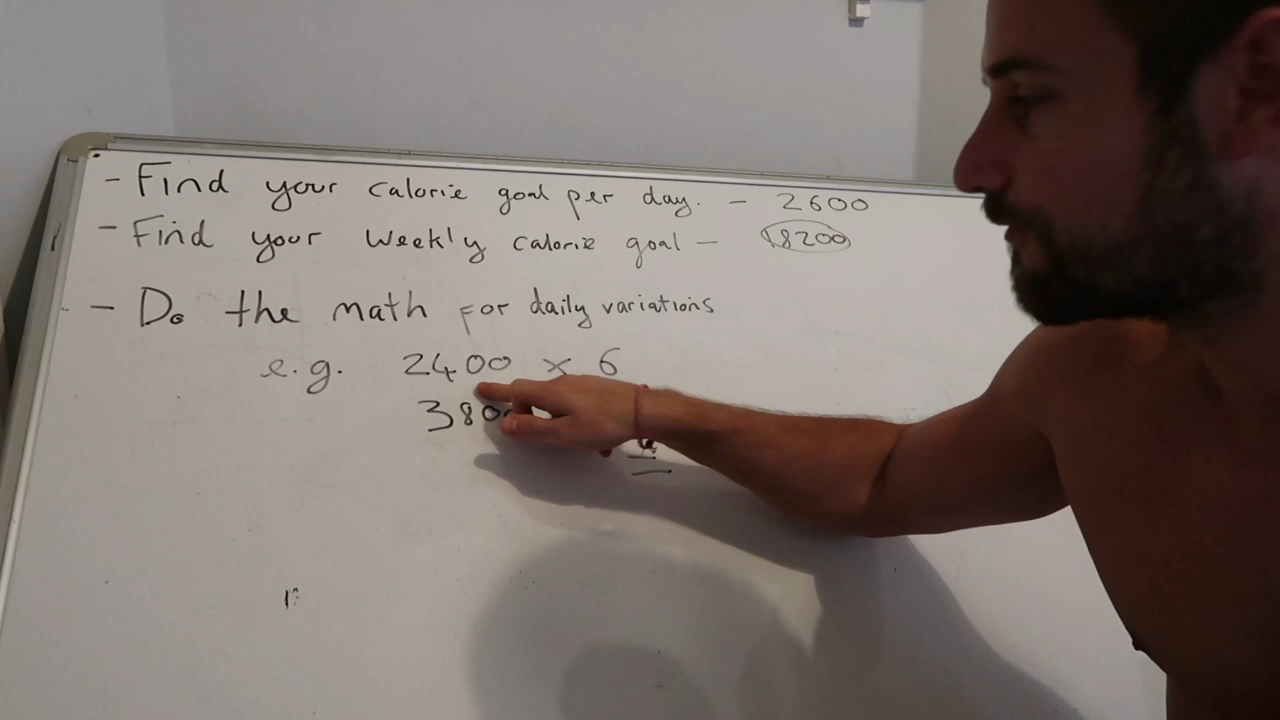 - Find your calorie goal per day. - 2600
- Find your weekly calorie goal - 18200
- Do the math for daily variations
e.g. 2400 x 6